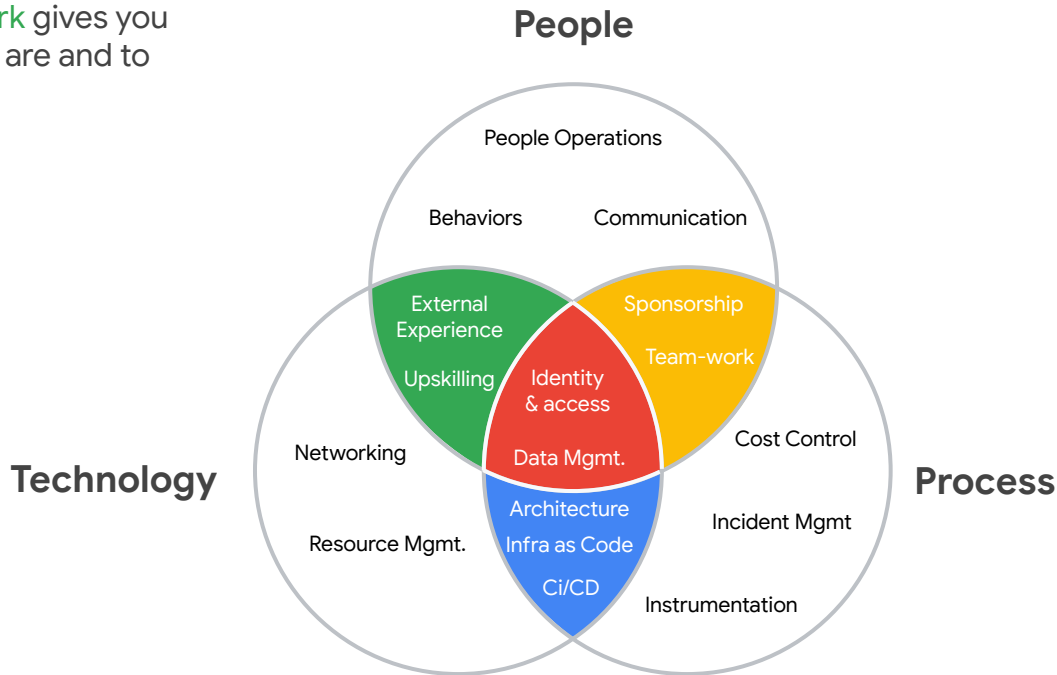 rk gives you
are and to
People
People Operations
Behaviors
Communication
External
Experience
Sponsorship
Team-work
Upskilling
Identity
& access
Data Mgmt.
Cost Control
Networking
Technology
Process
Architecture
Incident Mgmt
Resource Mgmt.
Infra as Code
Ci/CD
Instrumentation